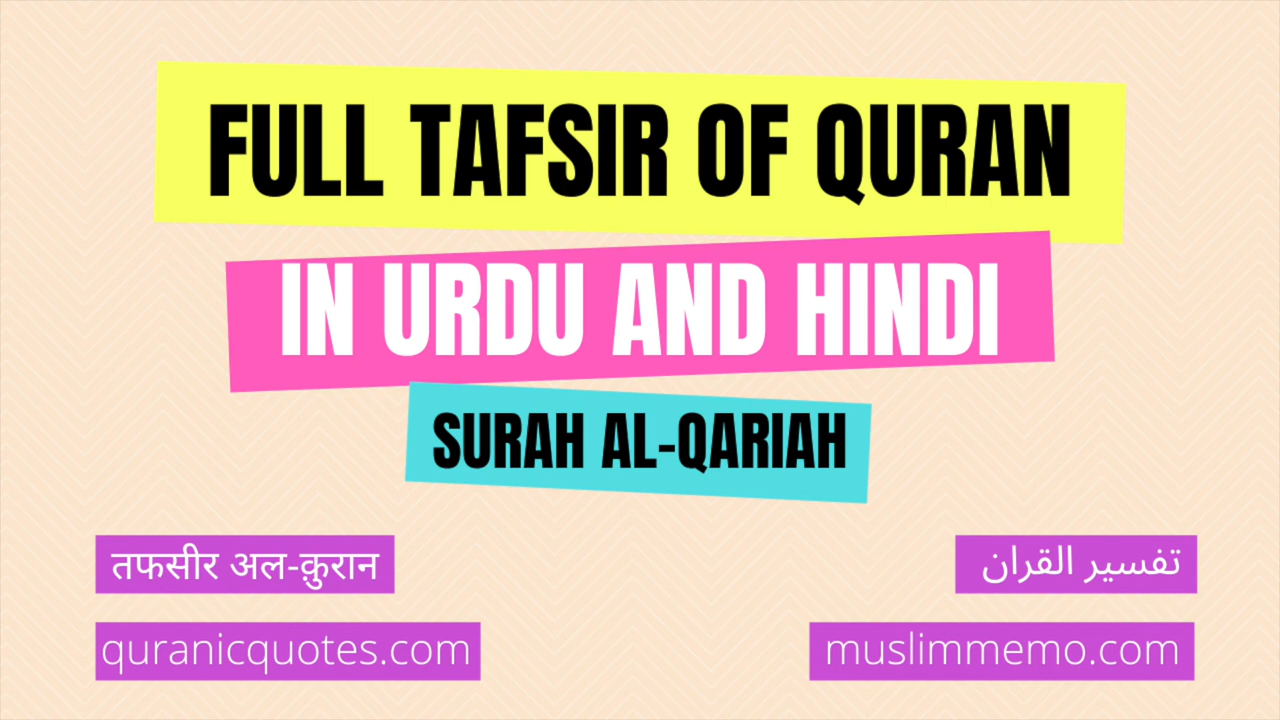 FULL TAFSIR OF QURAN
IN URDU AND HINDI
SURAH AL-QARIAH
तफसीर अल-क़ुरान
تفسير القران
quranicquotes.com
muslimmemo.com